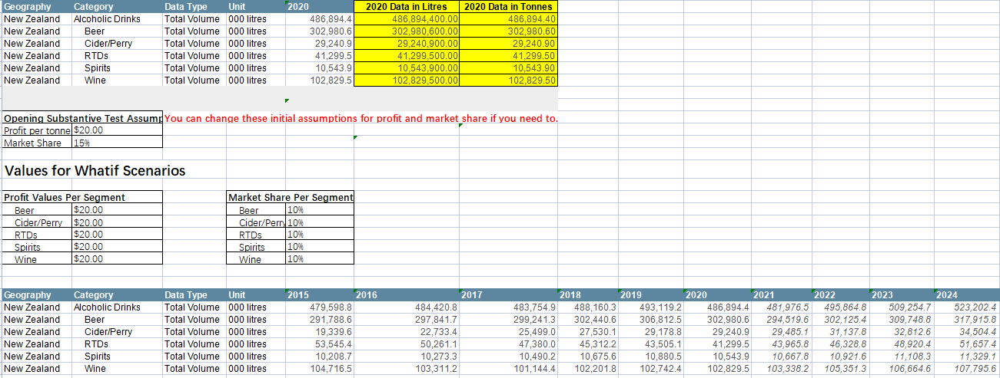 Geography Category Data Type Unit 2020 2020 Data in Litres 2020 Data in Tonnes
New Zealand Alcoholic Drinks Total Volume 000 litres 486,894.4 486,894,400.00 486,894.40
New Zealand Beer Total Volume 000 litres 302,980.6 302,980,600.00 302,980.60
New Zealand Cider/Perry Total Volume 000 litres 29,240.9 29,240,900.00 29,240.90
New Zealand RTDs Total Volume 000 litres 41,299.5 41,299,500.00 41,299.50
New Zealand Spirits Total Volume 000 litres 10,543.9 10,543,900.00 10,543.90
New Zealand Wine Total Volume 000 litres 102,829.5 102,829,500.00 102,829.50
Opening Substantive Test Assump You can change these initial assumptions for profit and market share if you need to.
Profit per tonne $20.00
Market Share 15%
Values for Whatif Scenarios
Profit Values Per Segment Market Share Per Segment
Beer $20.00 Beer 10%
Cider/Perry $20.00 Cider/Perry 10%
RTDs $20.00 RTDs 10%
Spirits $20.00 Spirits 10%
Wine $20.00 Wine 10%
Geography Category Data Type Unit 2015 2016 2017 2018 2019 2020 2021 2022 2023 2024
New Zealand Alcoholic Drinks Total Volume 000 litres 479,598.8 484,420.8 483,754.9 488,160.3 493,119.2 486,894.4 481,976.5 495,864.8 509,254.7 523,202.4
New Zealand Beer Total Volume 000 litres 291,788.6 297,841.7 299,241.3 302,440.6 306,812.5 302,980.6 294,519.6 302,125.4 309,748.8 317,915.8
New Zealand Cider/Perry Total Volume 000 litres 19,339.6 22,733.4 25,499.0 27,530.1 29,178.8 29,240.9 29,485.1 31,137.8 32,812.6 34,504.4
New Zealand RTDs Total Volume 000 litres 53,545.4 50,261.1 47,380.0 45,312.2 43,505.1 41,299.5 43,965.8 46,328.8 48,920.4 51,657.4
New Zealand Spirits Total Volume 000 litres 10,208.7 10,273.3 10,490.2 10,675.6 10,880.5 10,543.9 10,667.8 10,921.6 11,108.3 11,329.1
New Zealand Wine Total Volume 000 litres 104,716.5 103,311.2 101,144.4 102,201.8 102,742.4 102,829.5 103,338.2 105,351.3 106,664.6 107,795.6